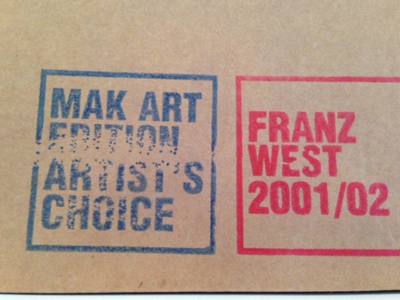 MAK ART
EDITION
ARTIST'S
CHOICE
FRANZ
WEST
2001/02